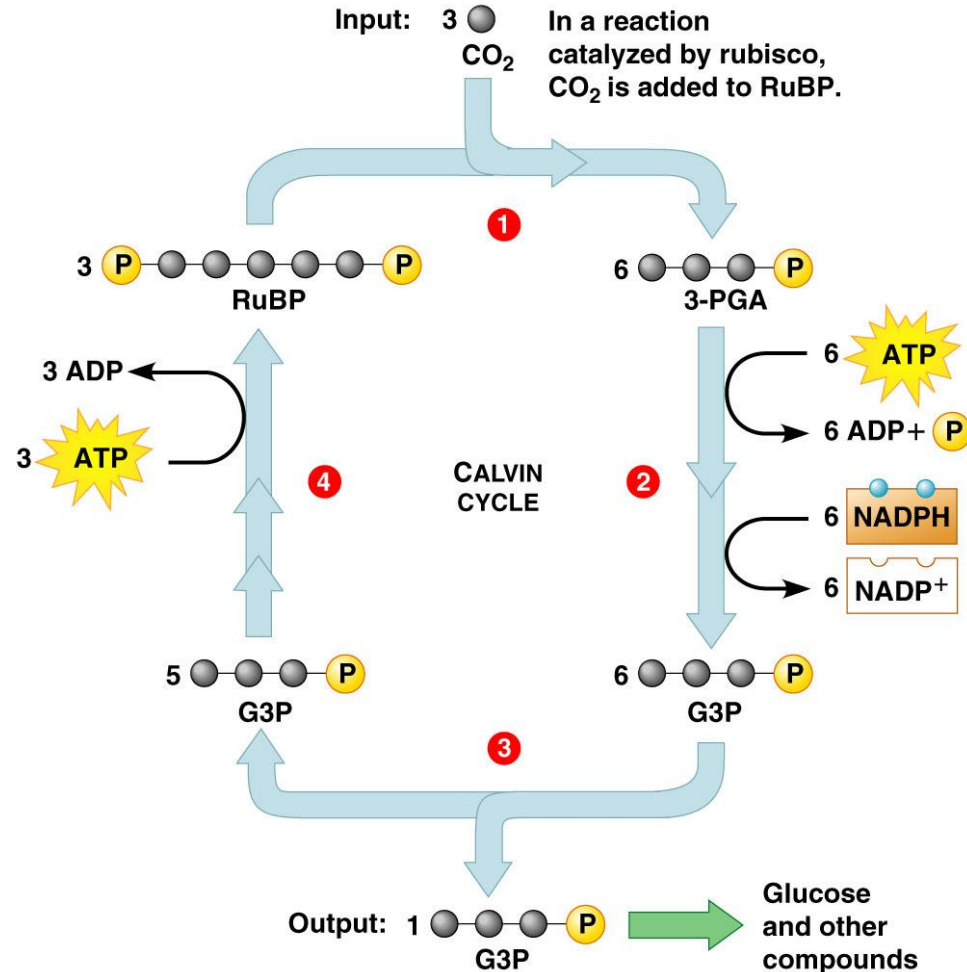 Input: 3
CO₂
In a reaction
catalyzed by rubisco,
CO₂ is added to RuBP.
1
3 P P
RuBP
6 P
3-PGA
3 ADP
3 ATP
4
CALVIN
CYCLE
2
6 ATP
6 ADP + P
6 NADPH
6 NADP⁺
5 P
G3P
6 P
G3P
3
Output: 1 P
G3P
Glucose
and other
compounds